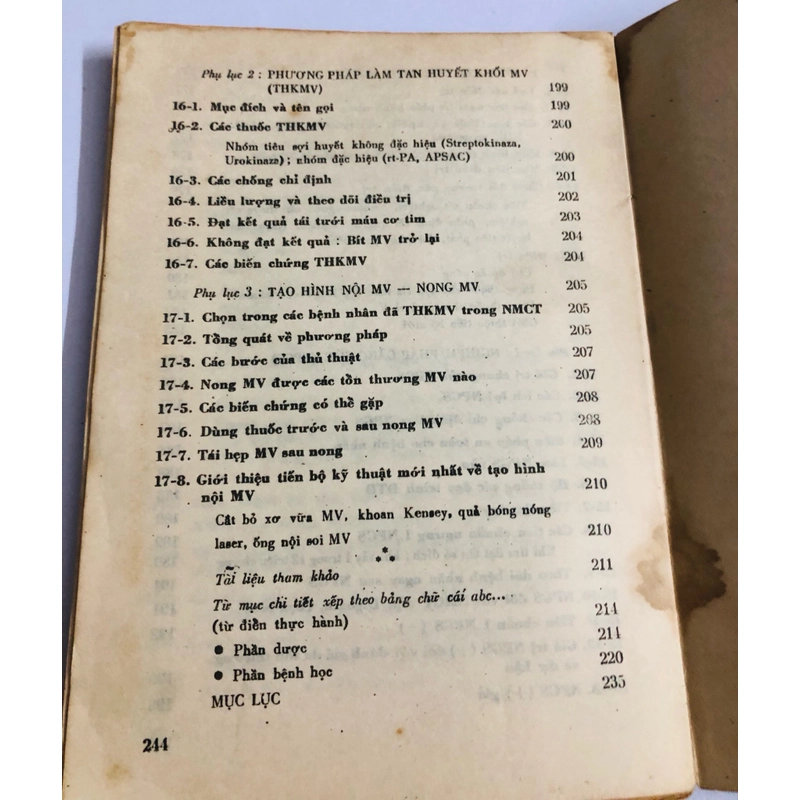 Phụ lục 2 : PHƯƠNG PHÁP LÀM TAN HUYẾT KHỐI MV
(THKMV) 199
16-1. Mục đích và tên gọi 199
16-2. Các thuốc THKMV 200
Nhóm tiêu sợi huyết không đặc hiệu (Streptokinaza,
Urokinaza) ; nhóm đặc hiệu (rt-PA, APSAC) 200
16-3. Các chống chỉ định 201
16-4. Liều lượng và theo dõi điều trị 202
16-5. Đạt kết quả tái tưới máu cơ tim 203
16-6. Không đạt kết quả : Bít MV trở lại 204
16-7. Các biến chứng THKMV 204
Phụ lục 3 : TẠO HÌNH NỘI MV — NONG MV 205
17-1. Chọn trong các bệnh nhân đã THKMV trong NMCT 205
17-2. Tổng quát về phương pháp 205
17-3. Các bước của thủ thuật 207
17-4. Nong MV được các tổn thương MV nào 207
17-5. Các biến chứng có thể gặp 208
17-6. Dùng thuốc trước và sau nong MV 208
17-7. Tái hẹp MV sau nong 209
17-8. Giới thiệu tiến bộ kỹ thuật mới nhất về tạo hình
nội MV 210
Cắt bỏ xơ vữa MV, khoan Kensey, quả bóng nóng
laser, ống nội soi MV 210
Tài liệu tham khảo 211
Từ mục chi tiết xếp theo bảng chữ cái abc...
(từ điển thực hành) 214
● Phần dược 214
● Phần bệnh học 220
MỤC LỤC 235
244